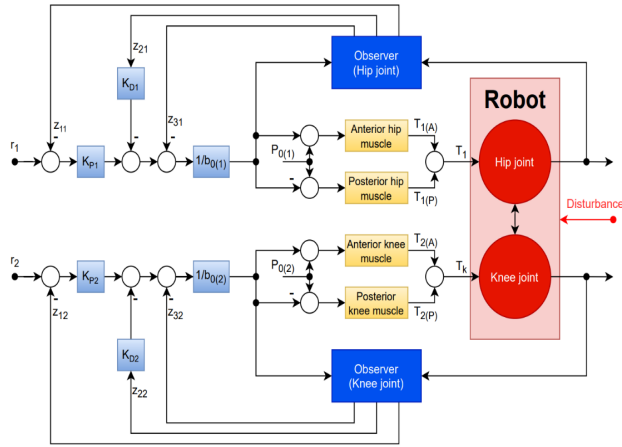 z21
Observer
(Hip joint)
KD1
Robot
z11
z31
Anterior hip
muscle
T1(A)
r1
KP1
1/b0(1)
P0(1)
T1
Hip joint
Posterior hip
muscle
T1(P)
Disturbance
r2
KP2
1/b0(2)
P0(2)
Anterior knee
muscle
T2(A)
Tk
Knee joint
z12
z32
Posterior
knee muscle
T2(P)
KD2
Observer
(Knee joint)
z22